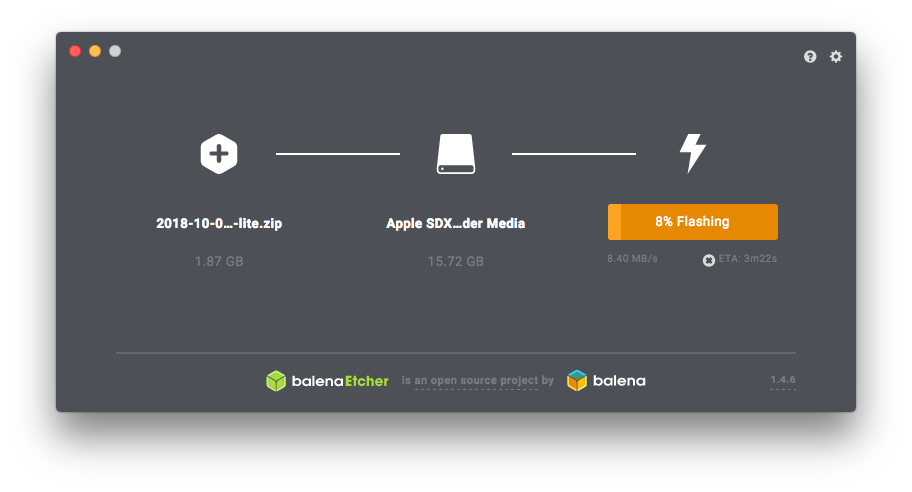 2018-10-0...-lite.zip
Apple SDX...der Media
8% Flashing
1.87 GB
15.72 GB
8.40 MB/s
ETA: 3m22s
balenaEtcher is an open source project by balena
1.4.6